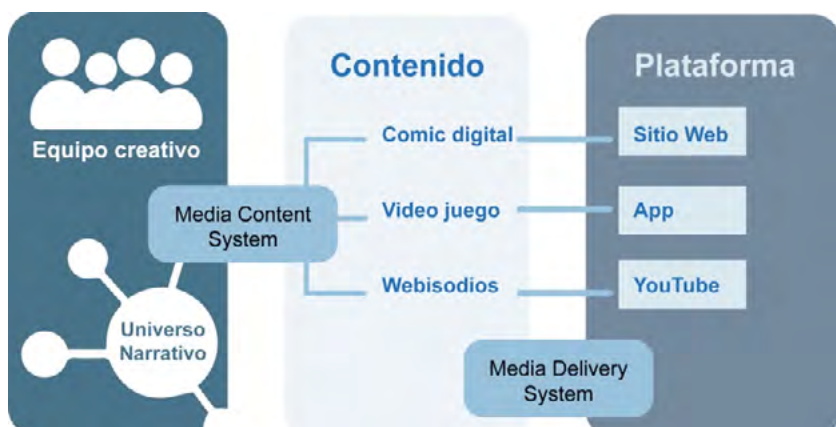 Equipo creativo
Universo
Narrativo
Media Content
System
Contenido
Comic digital
Video juego
Webisodios
Media Delivery
System
Plataforma
Sitio Web
App
YouTube